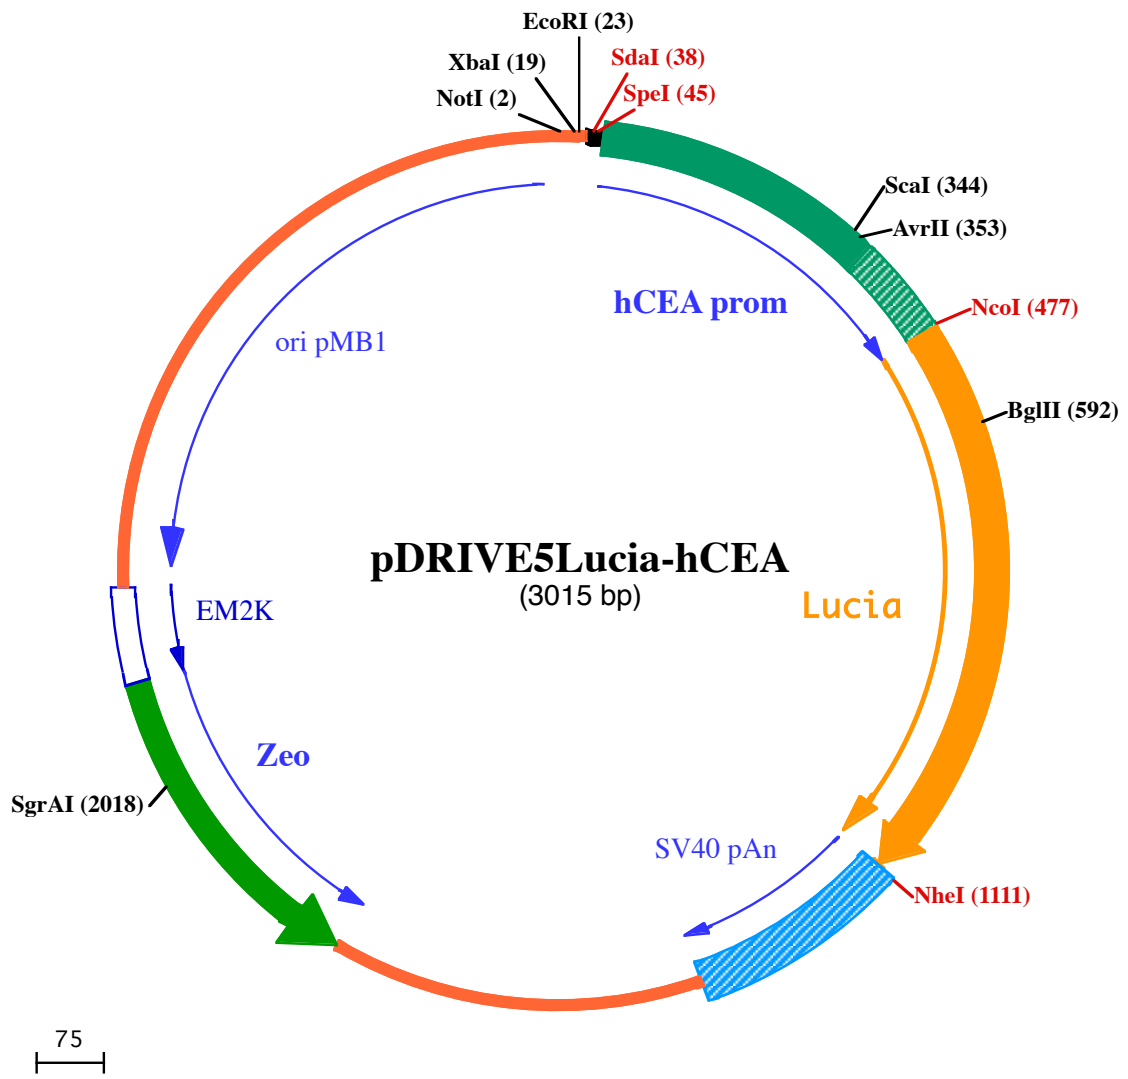 EcoRI (23)
XbaI (19)
SdaI (38)
NotI (2)
SpeI (45)
ScaI (344)
AvrII (353)
hCEA prom
NcoI (477)
ori pMB1
BglII (592)
pDRIVE5Lucia-hCEA
(3015 bp)
EM2K
Lucia
Zeo
SgrAI (2018)
SV40 pAn
NheI (1111)
75